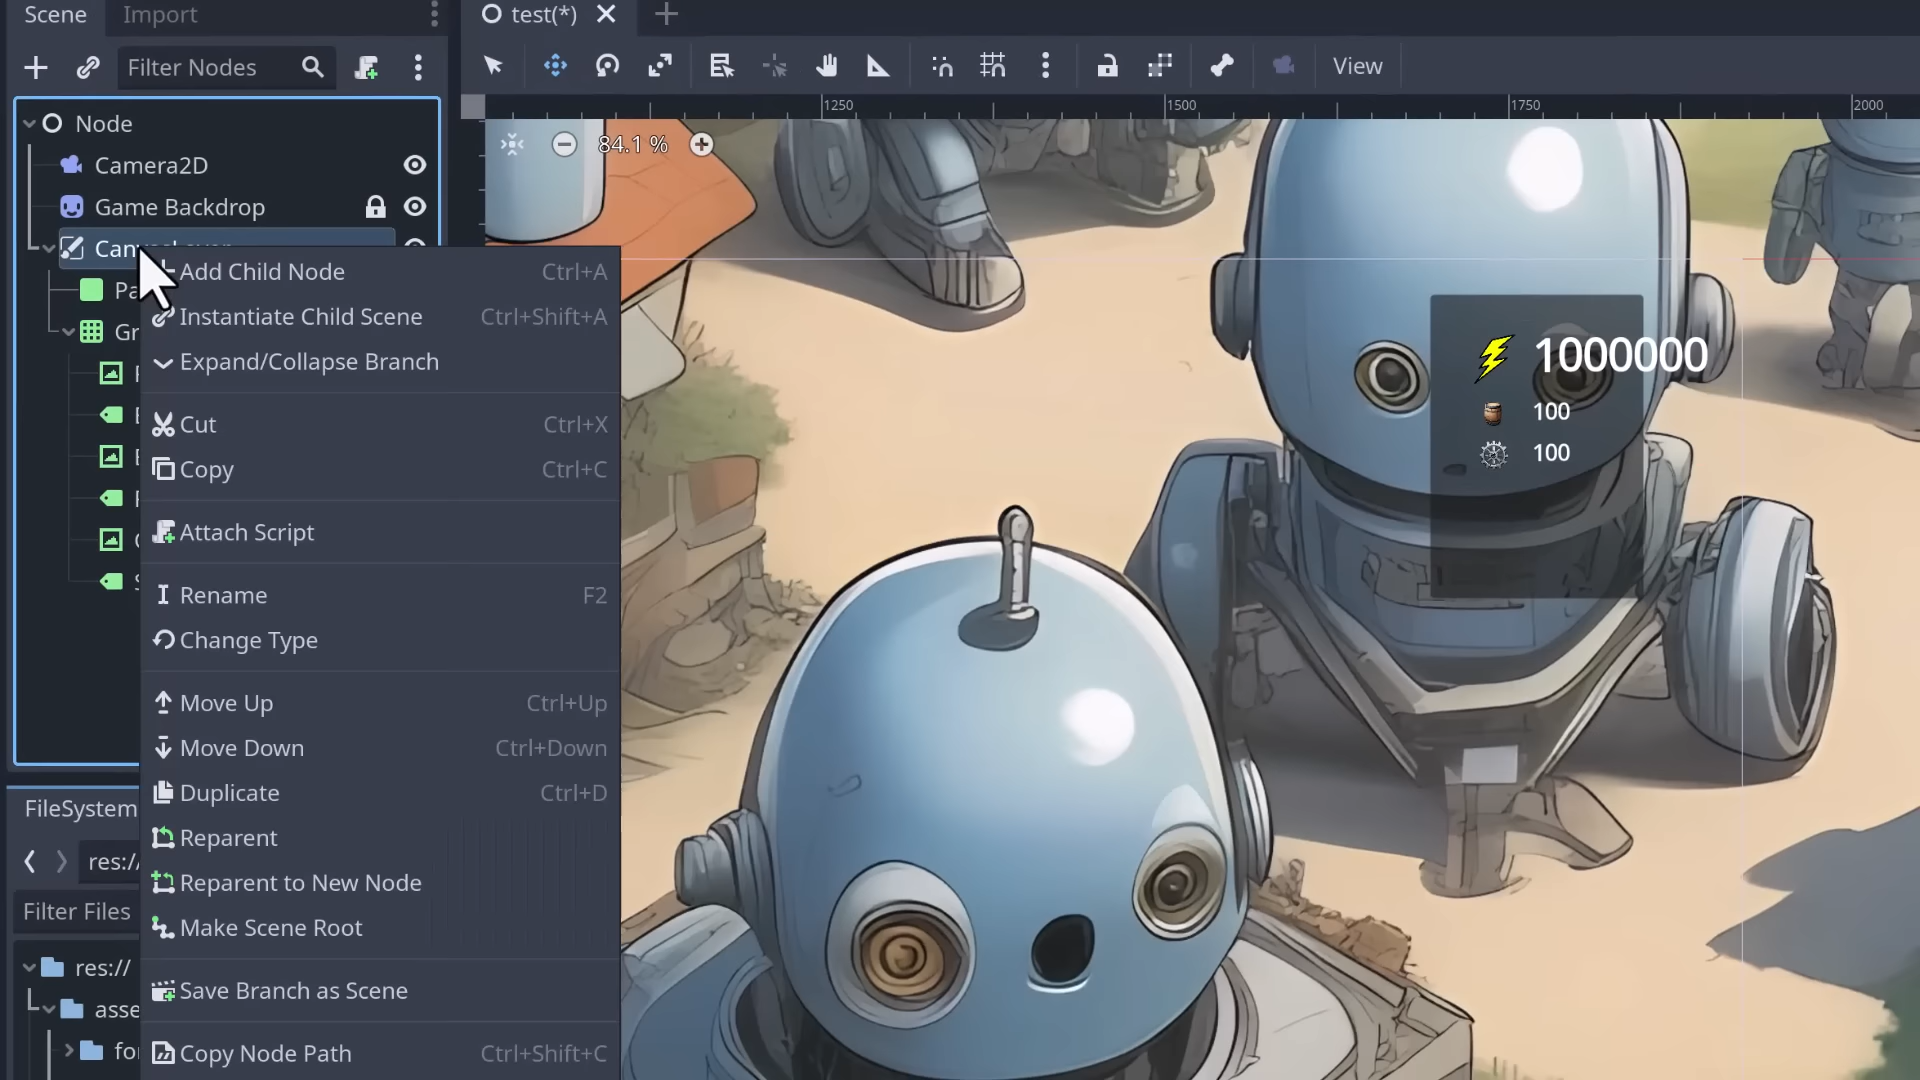 Scene Import
test(*)
Filter Nodes
View
1250 1500 1750 2000
84.1 %
Node
Camera2D
Game Backdrop
Add Child Node Ctrl+A
Instantiate Child Scene Ctrl+Shift+A
Expand/Collapse Branch
Cut Ctrl+X
Copy Ctrl+C
Attach Script
Rename F2
Change Type
Move Up Ctrl+Up
Move Down Ctrl+Down
Duplicate Ctrl+D
Reparent
Reparent to New Node
Make Scene Root
Save Branch as Scene
Copy Node Path Ctrl+Shift+C
Pa
Gr
FileSystem
res:/
Filter Files
res://
asse
fo
1000000
100
100